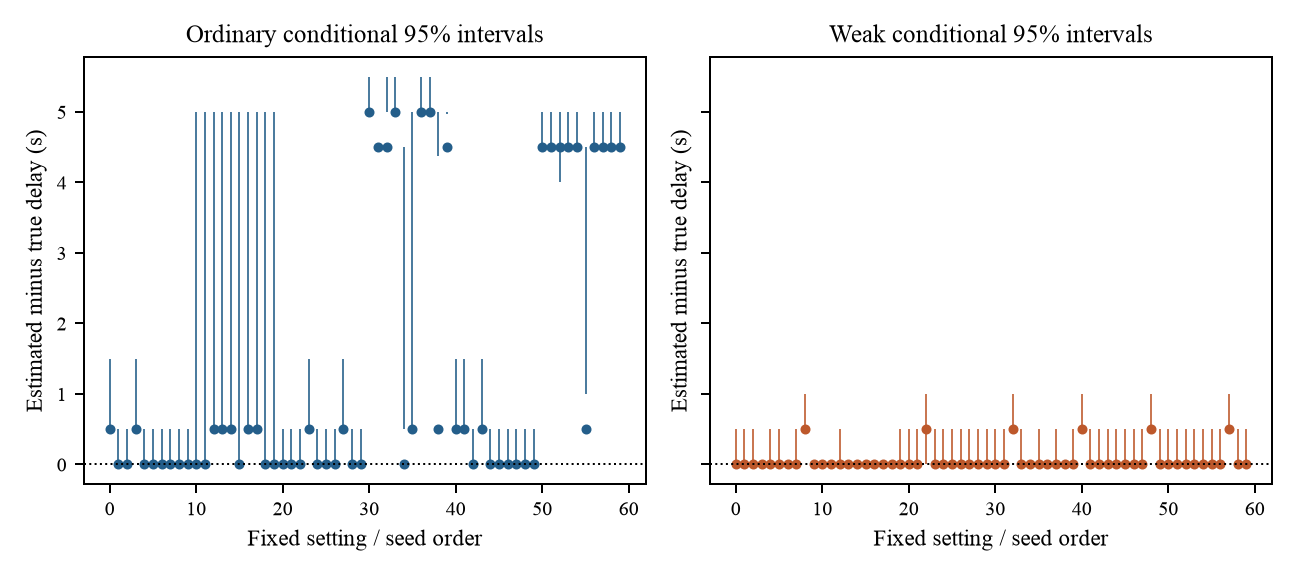 Ordinary conditional 95% intervals
Weak conditional 95% intervals
Estimated minus true delay (s)
5
4
3
2
1
0
0 10 20 30 40 50 60
Fixed setting / seed order
Estimated minus true delay (s)
0 10 20 30 40 50 60
Fixed setting / seed order